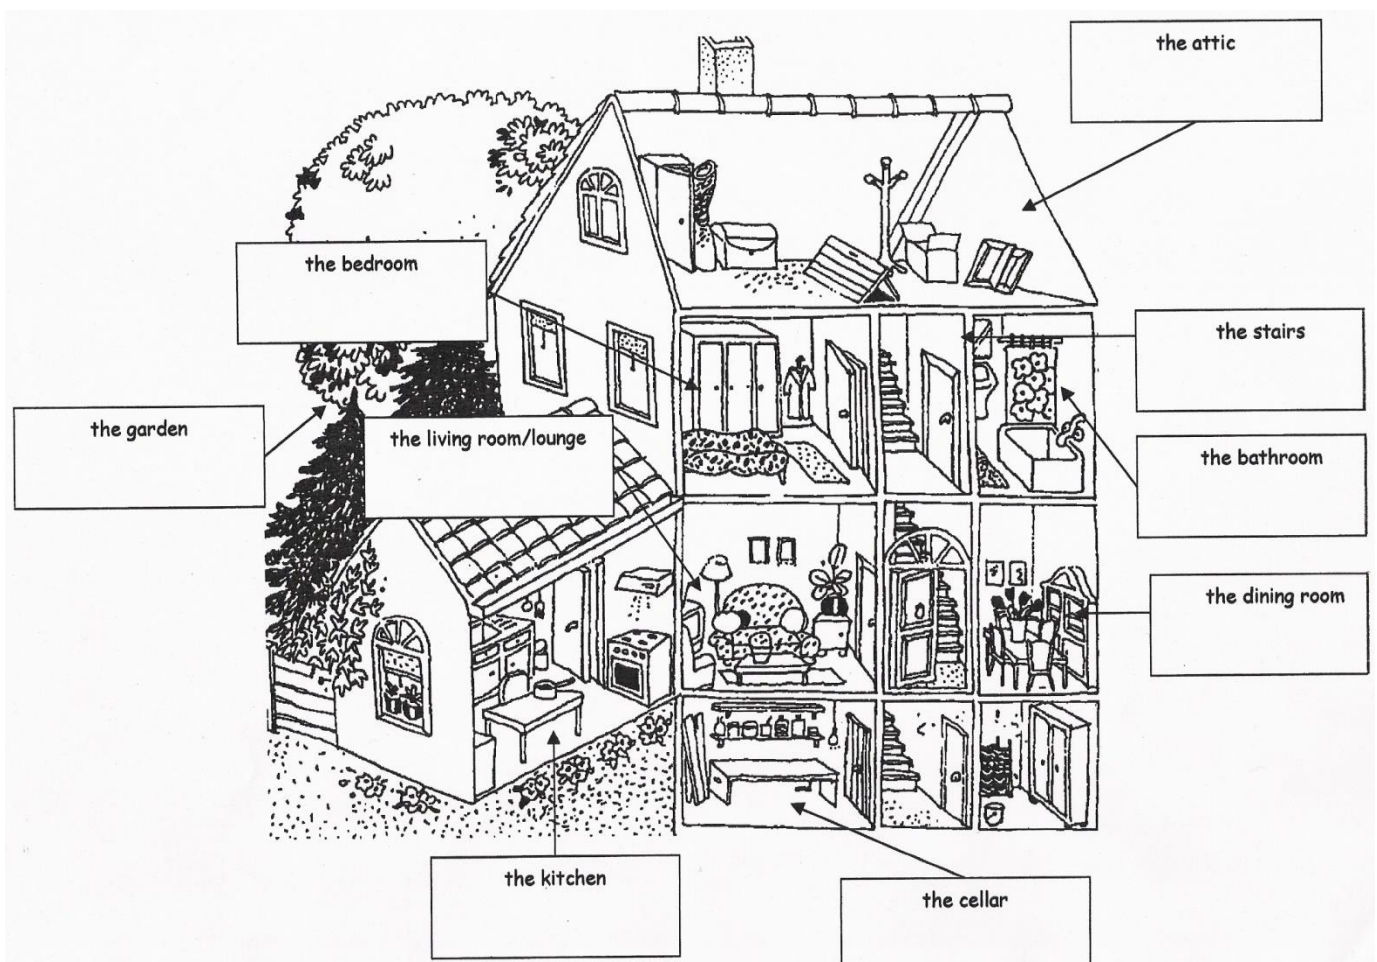 the attic
the bedroom
the stairs
the garden
the living room/lounge
the bathroom
the dining room
the kitchen
the cellar